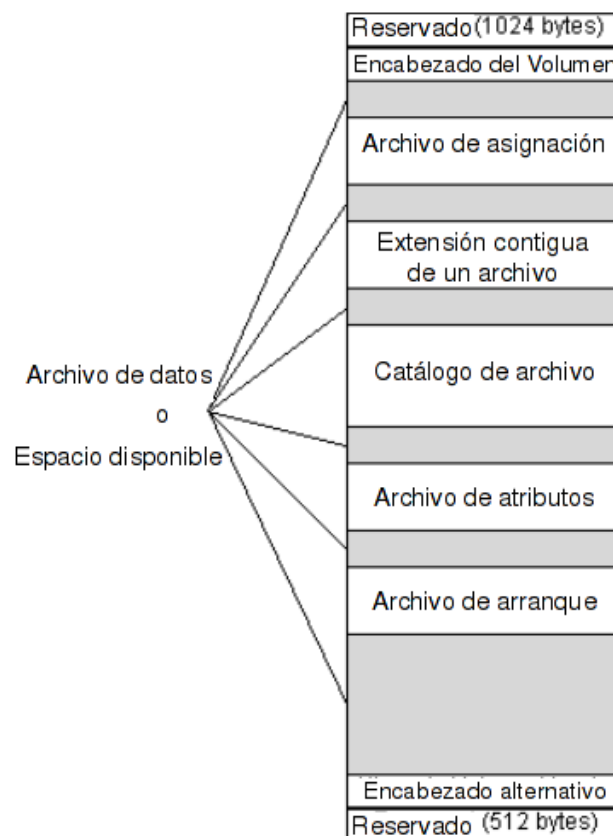 Reservado (1024 bytes)
Encabezado del Volumen
Archivo de asignación
Extensión contigua
de un archivo
Catálogo de archivo
Archivo de datos
o
Espacio disponible
Archivo de atributos
Archivo de arranque
Encabezado alternativo
Reservado (512 bytes)